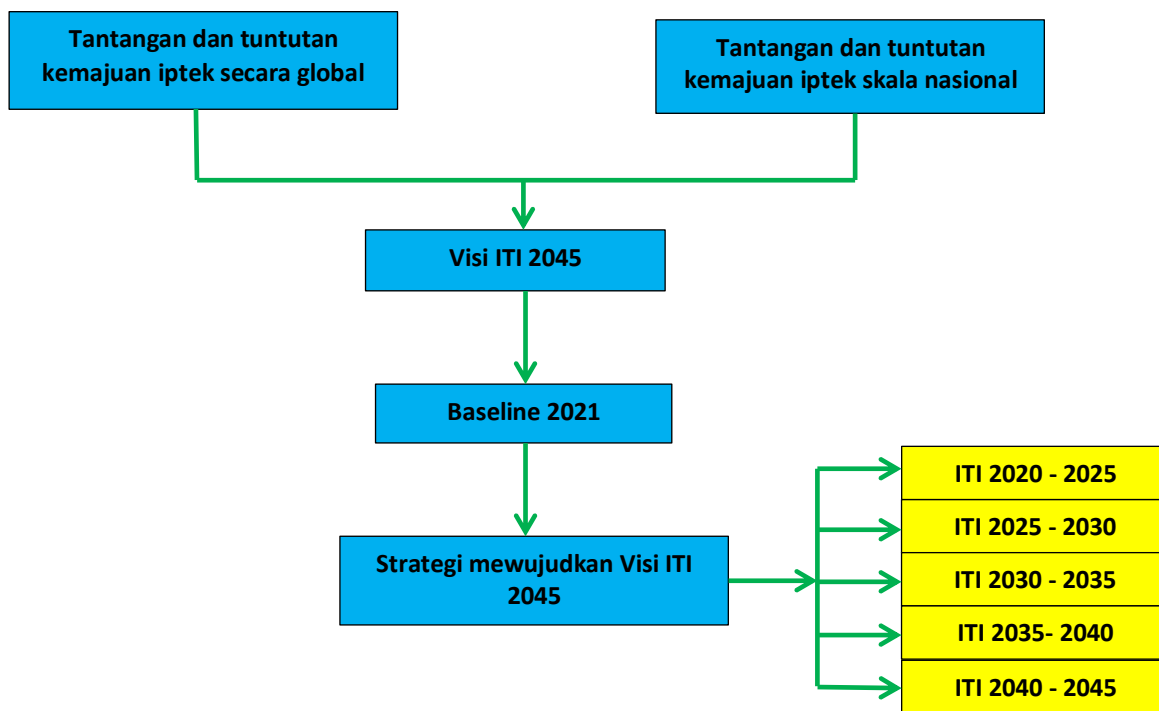 Tantangan dan tuntutan
kemajuan iptek secara global
Tantangan dan tuntutan
kemajuan iptek skala nasional
Visi ITI 2045
Baseline 2021
Strategi mewujudkan Visi ITI
2045
ITI 2020 - 2025
ITI 2025 - 2030
ITI 2030 - 2035
ITI 2035- 2040
ITI 2040 - 2045